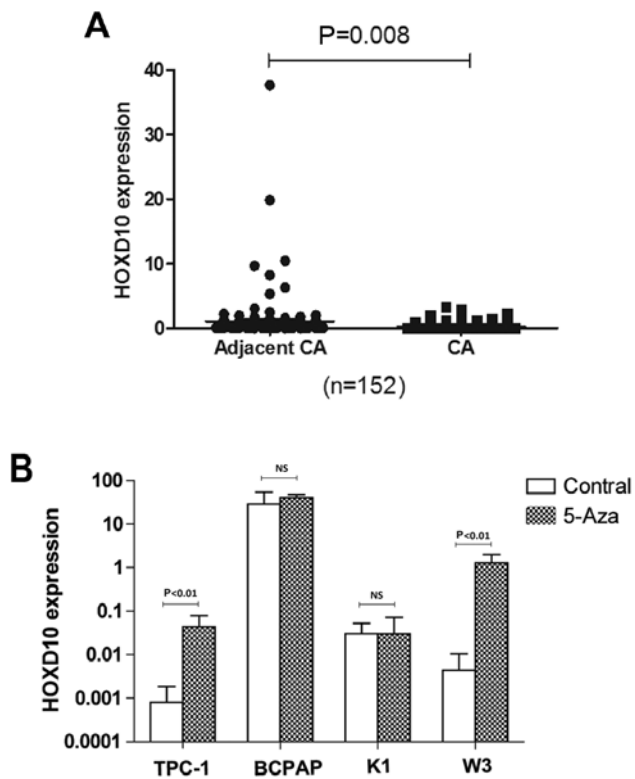 A
P=0.008
HOXD10 expression
40
30
20
10
0
Adjacent CA
CA
(n=152)
B
HOXD10 expression
100
10
1
0.1
0.01
0.001
0.0001
P<0.01
NS
NS
P<0.01
Contral
5-Aza
TPC-1
BCPAP
K1
W3